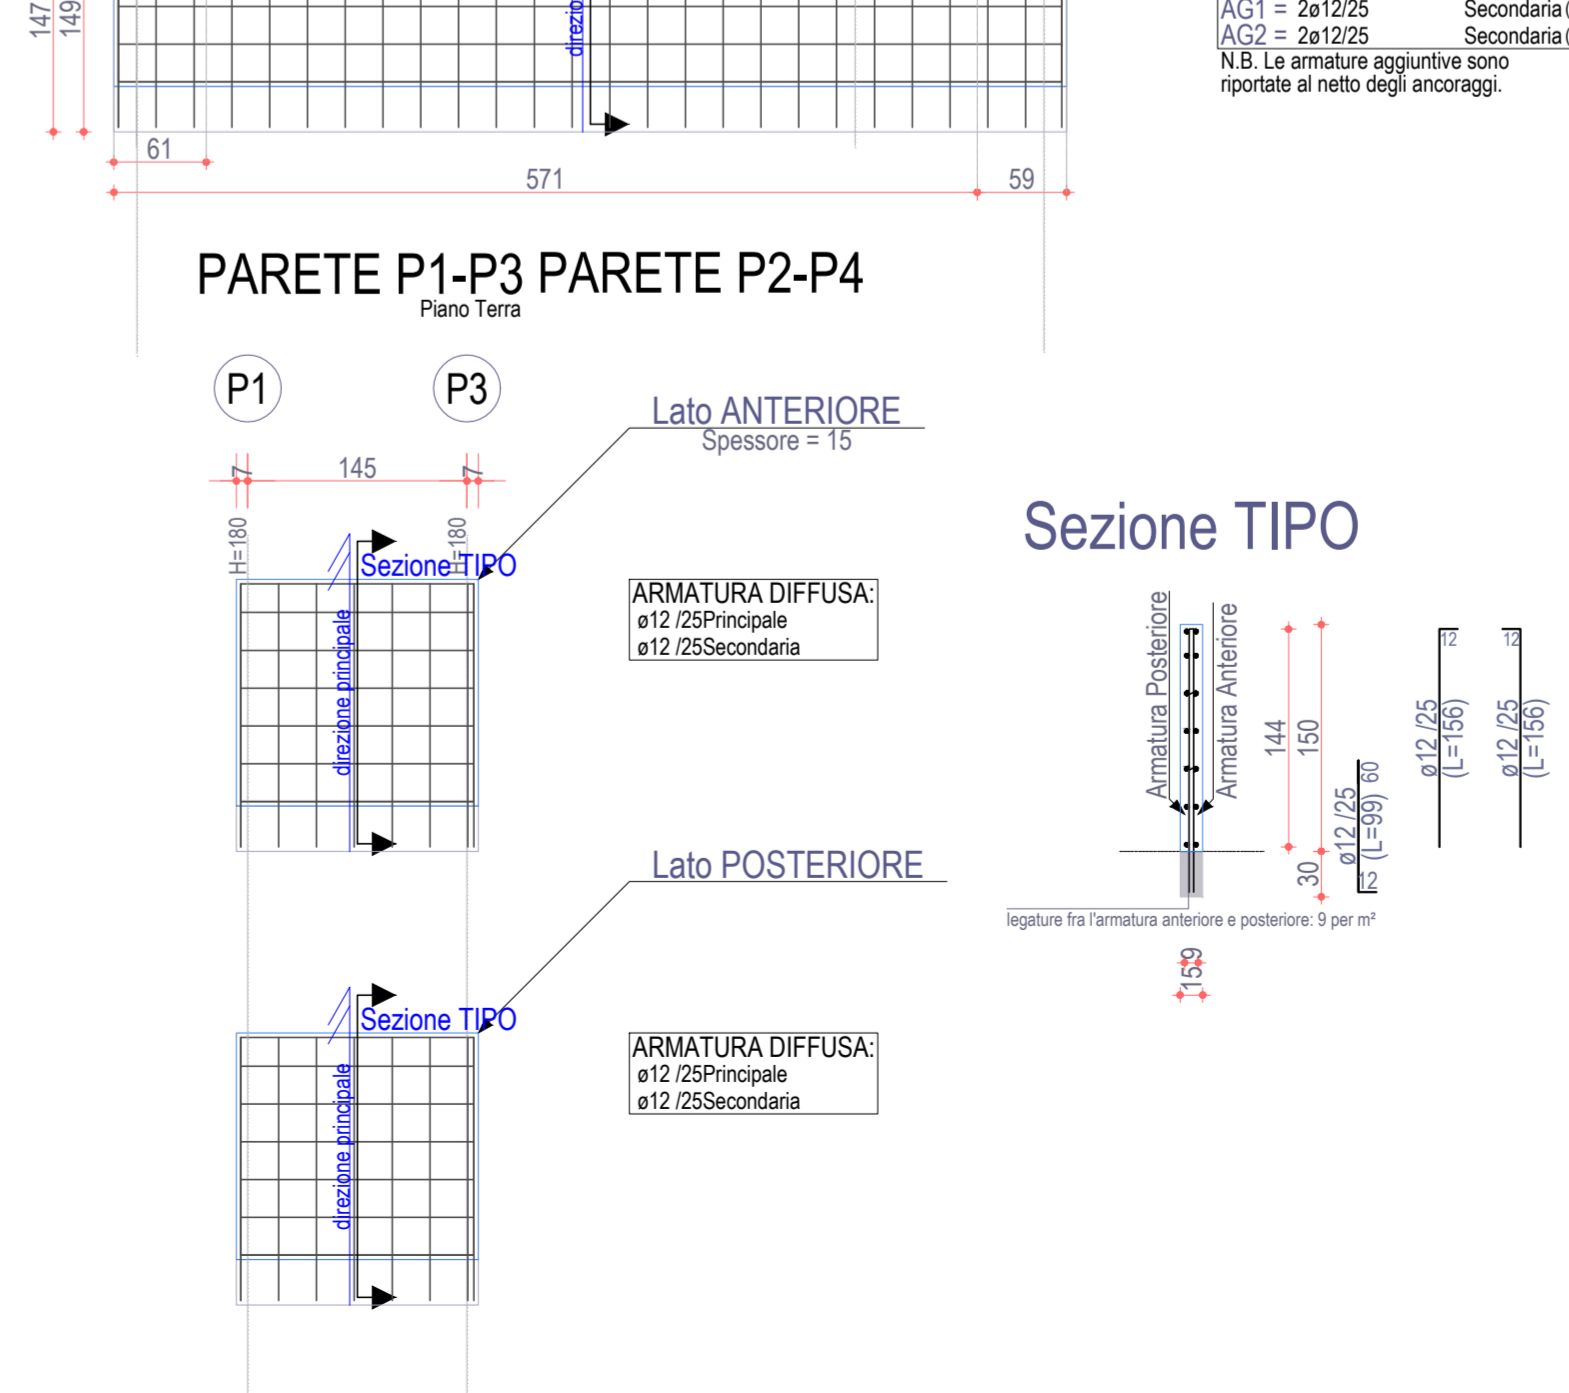 147
149
direzio
AG1 = 2ø12/25 Secondaria (
AG2 = 2ø12/25 Secondaria (
N.B. Le armature aggiuntive sono
riportate al netto degli ancoraggi.
61
571
59
PARETE P1-P3 PARETE P2-P4
Piano Terra
P1
P3
Lato ANTERIORE
Spessore = 15
7
145
7
H=180
H=180
Sezione TIPO
direzione principale
ARMATURA DIFFUSA:
ø12 /25Principale
ø12 /25Secondaria
Sezione TIPO
Armatura Posteriore
Armatura Anteriore
144
150
30
ø12 /25
(L=99)
60
12
ø12 /25
(L=156)
12
ø12 /25
(L=156)
12
legature fra l'armatura anteriore e posteriore: 9 per m²
15
9
Lato POSTERIORE
Sezione TIPO
direzione principale
ARMATURA DIFFUSA:
ø12 /25Principale
ø12 /25Secondaria